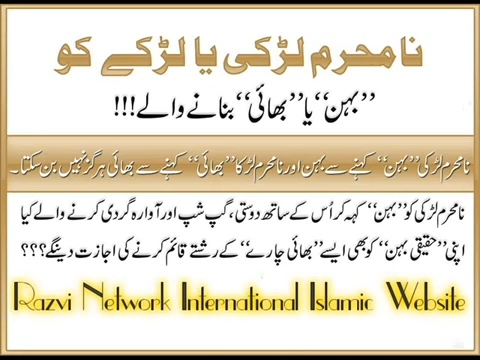 نامحرم لڑکی یا لڑکے کو
”بہن“ یا ”بھائی“ بنانے والے!!!
نامحرم لڑکی ”بہن“ کہنے سے بہن اور نامحرم لڑکا ”بھائی“ کہنے سے بھائی ہرگز نہیں بن سکتا۔
نامحرم لڑکی کو ”بہن“ کہہ کر اُس کے ساتھ دوستی، گپ شپ اور آوارہ گردی کرنے والے کیا
اپنی ”حقیقی بہن“ کو بھی ایسے ”بھائی چارے“ کے رشتے قائم کرنے کی اجازت دینگے؟؟؟
Razvi Network International Islamic Website